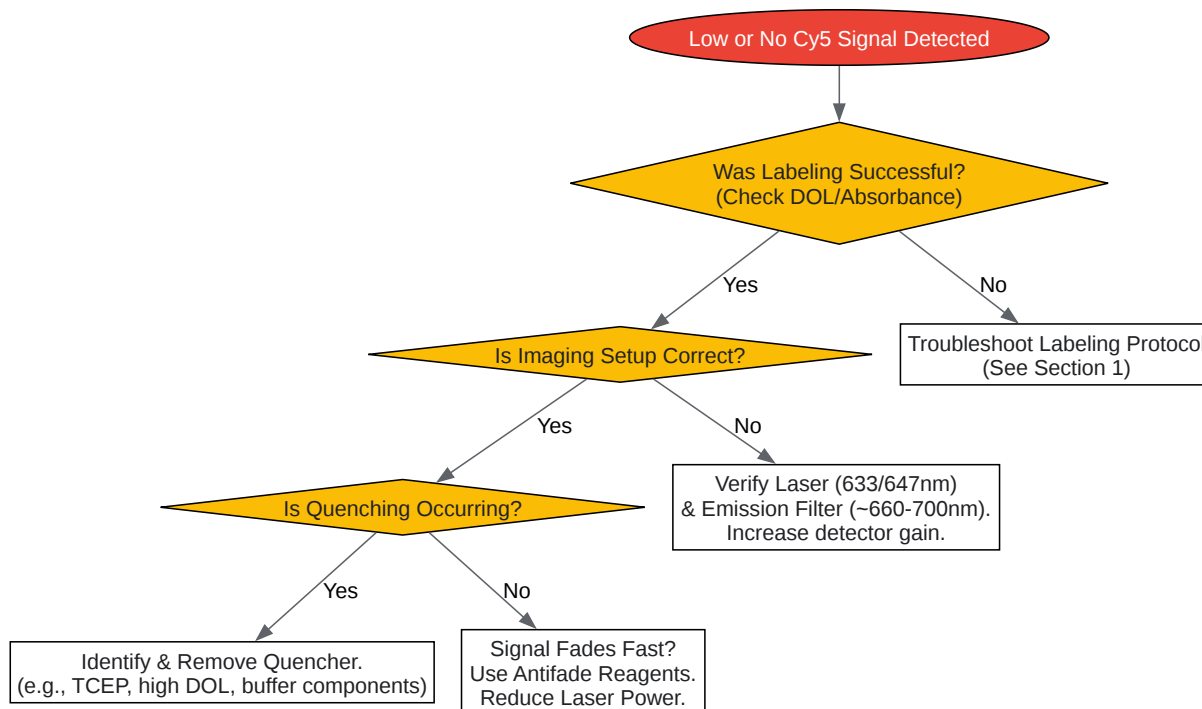 Low or No Cy5 Signal Detected
Was Labeling Successful?
(Check DOL/Absorbance)
Yes
No
Is Imaging Setup Correct?
Troubleshoot Labeling Protocol
(See Section 1)
Yes
No
Is Quenching Occurring?
Verify Laser (633/647nm)
& Emission Filter (~660-700nm).
Increase detector gain.
Yes
No
Identify & Remove Quencher.
(e.g., TCEP, high DOL, buffer components)
Signal Fades Fast?
Use Antifade Reagents.
Reduce Laser Power.